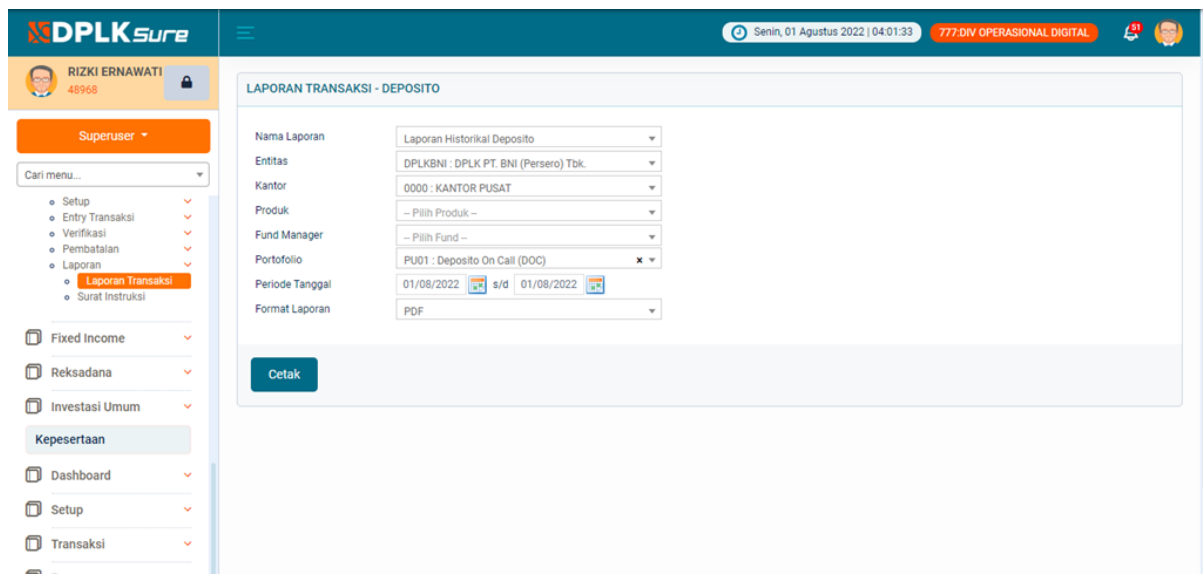 DPLKSure
Senin, 01 Agustus 2022 | 04:01:33
777:DIV OPERASIONAL DIGITAL
51
RIZKI ERNAWATI
48968
Superuser
Cari menu...
Setup
Entry Transaksi
Verifikasi
Pembatalan
Laporan
Laporan Transaksi
Surat Instruksi
Fixed Income
Reksadana
Investasi Umum
Kepesertaan
Dashboard
Setup
Transaksi
LAPORAN TRANSAKSI - DEPOSITO
Nama Laporan Laporan Historikal Deposito
Entitas DPLKBNI : DPLK PT. BNI (Persero) Tbk.
Kantor 0000 : KANTOR PUSAT
Produk -- Pilih Produk --
Fund Manager -- Pilih Fund --
Portofolio PU01 : Deposito On Call (DOC) x
Periode Tanggal 01/08/2022 s/d 01/08/2022
Format Laporan PDF
Cetak